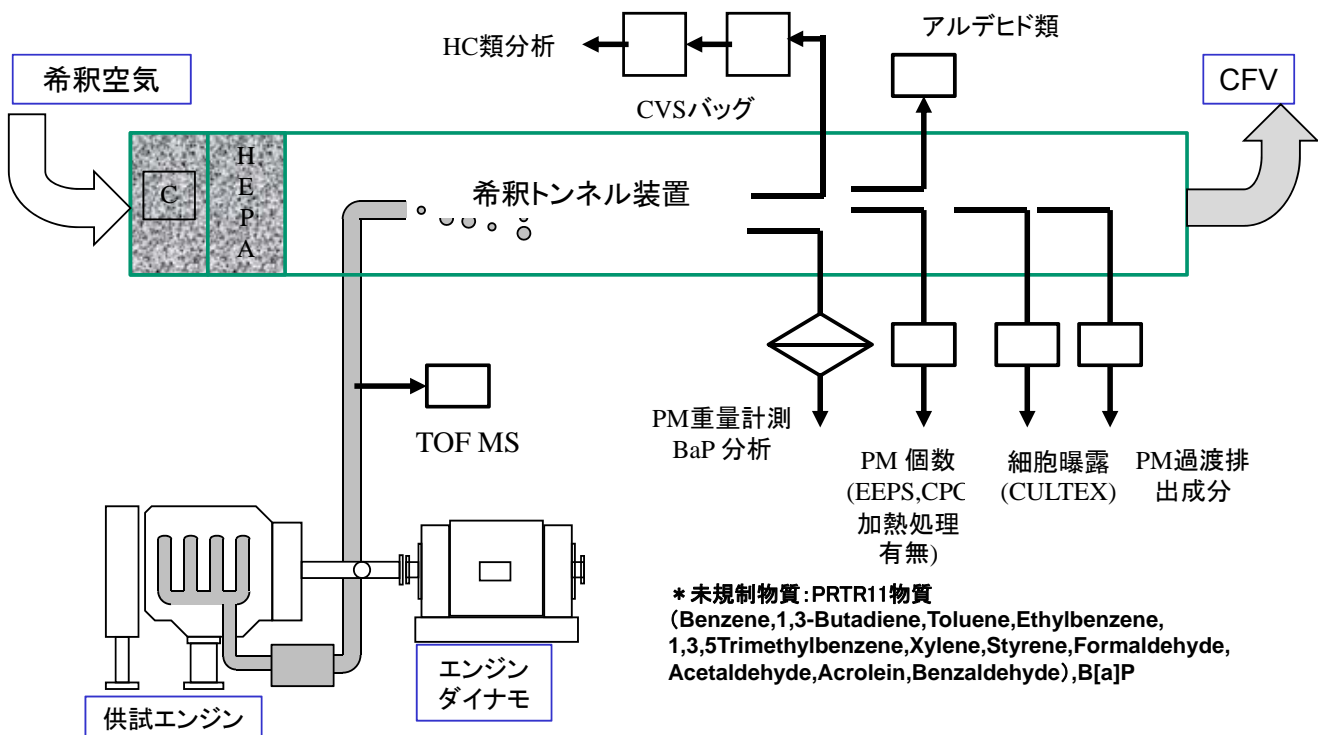 HC類分析
アルデヒド類
希釈空気
CVSバッグ
CFV
C
HEPA
希釈トンネル装置
TOF MS
PM重量計測
BaP 分析
PM 個数
(EEPS,CPC
加熱処理
有無)
細胞曝露
(CULTEX)
PM過渡排
出成分
エンジン
ダイナモ
供試エンジン
*未規制物質:PRTR11物質
(Benzene,1,3-Butadiene,Toluene,Ethylbenzene,
1,3,5Trimethylbenzene,Xylene,Styrene,Formaldehyde,
Acetaldehyde,Acrolein,Benzaldehyde),B[a]P